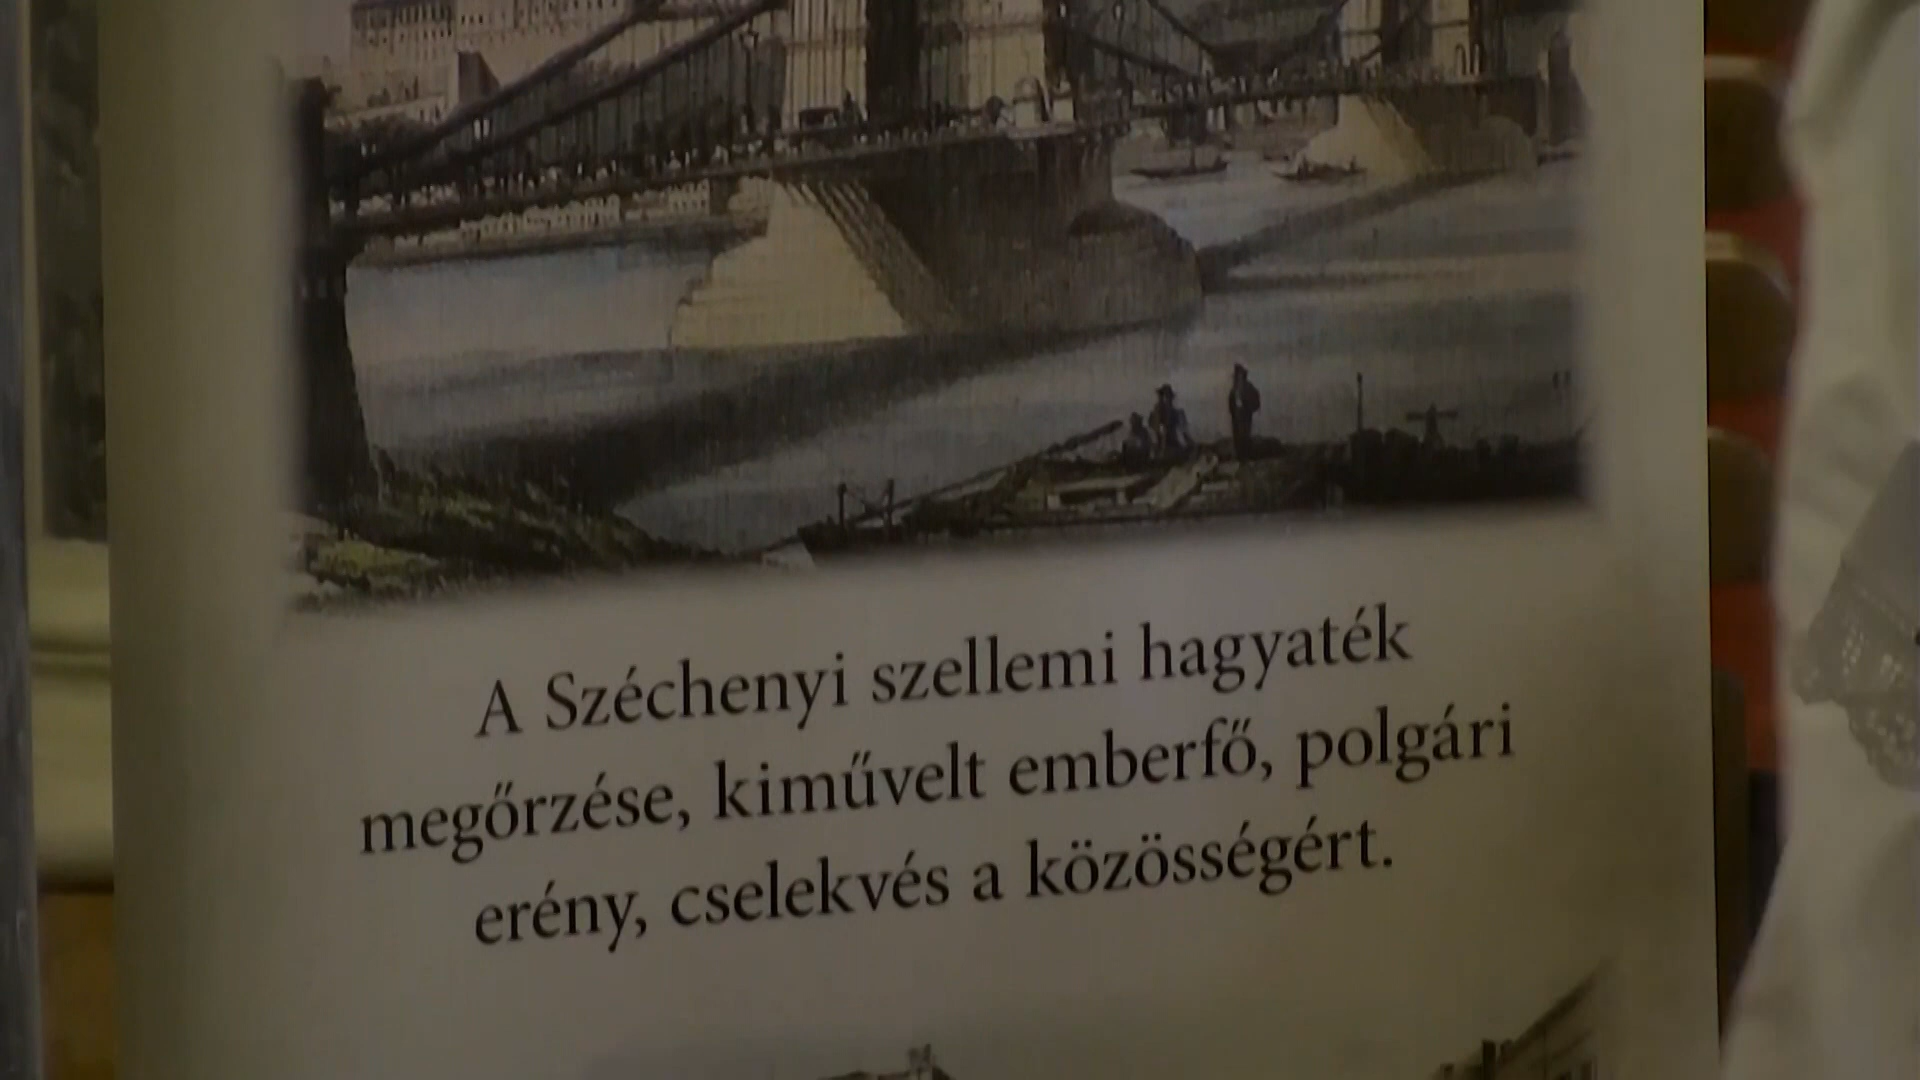 A Széchenyi szellemi hagyaték
megőrzése, kiművelt emberfő, polgári
erény, cselekvés a közösségért.